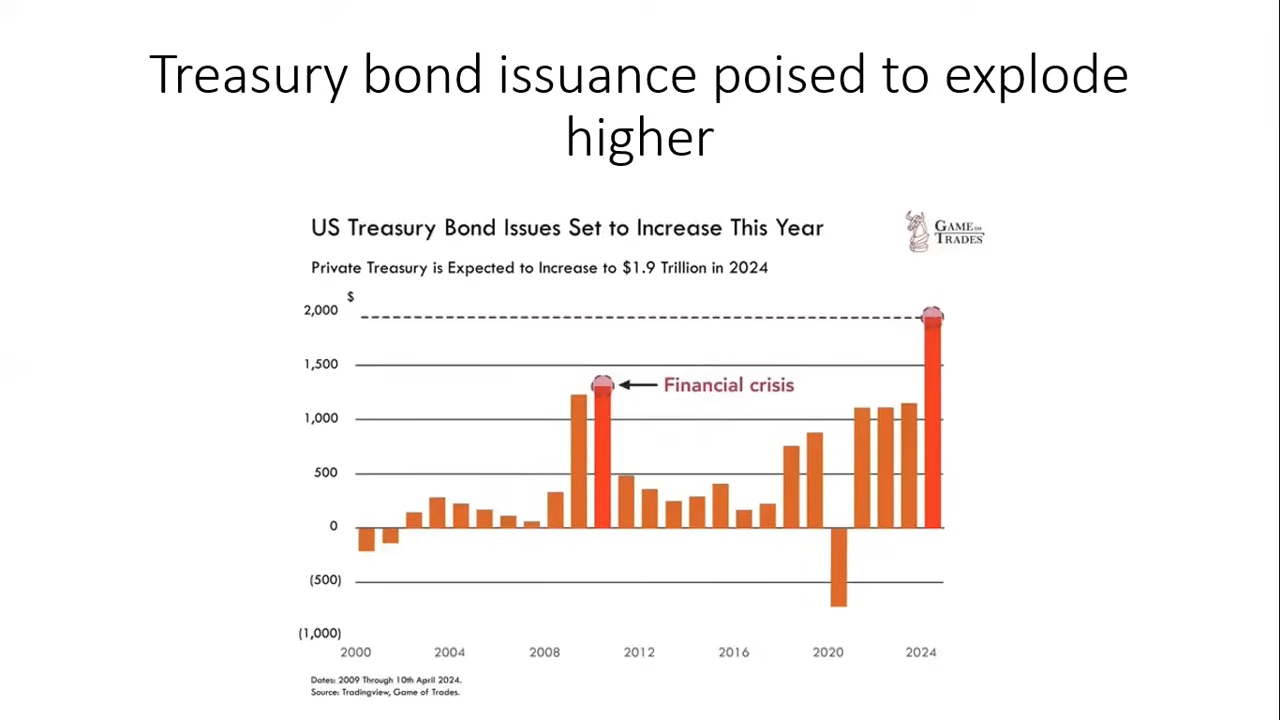 Treasury bond issuance poised to explode
higher
US Treasury Bond Issues Set to Increase This Year
GAME OF
TRADES
Private Treasury is Expected to Increase to $1.9 Trillion in 2024
$
2,000
1,500
Financial crisis
1,000
500
0
(500)
(1,000)
2000 2004 2008 2012 2016 2020 2024
Dates: 2009 Through 10th April 2024.
Source: Tradingview, Game of Trades.